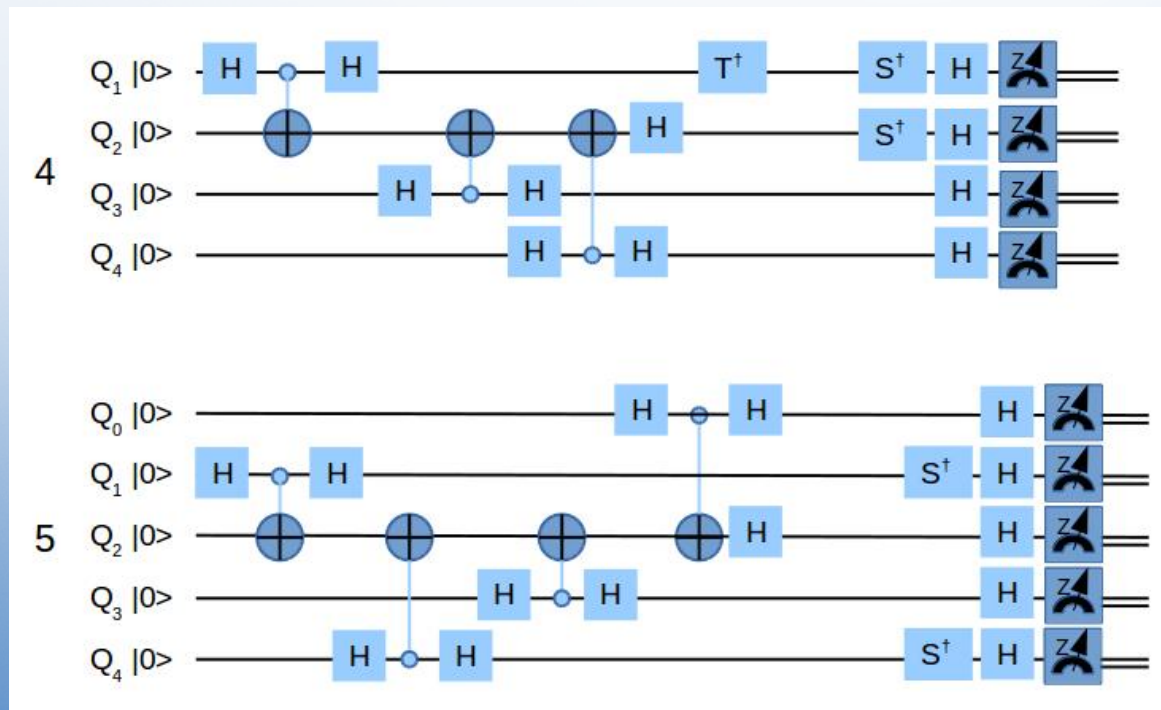 Q1 |0> H H T† S† H Z
Q2 |0> H S† H Z
4
Q3 |0> H H H Z
Q4 |0> H H H Z
Q0 |0> H H H Z
Q1 |0> H H S† H Z
5 Q2 |0> H H Z
Q3 |0> H H H Z
Q4 |0> H H S† H Z